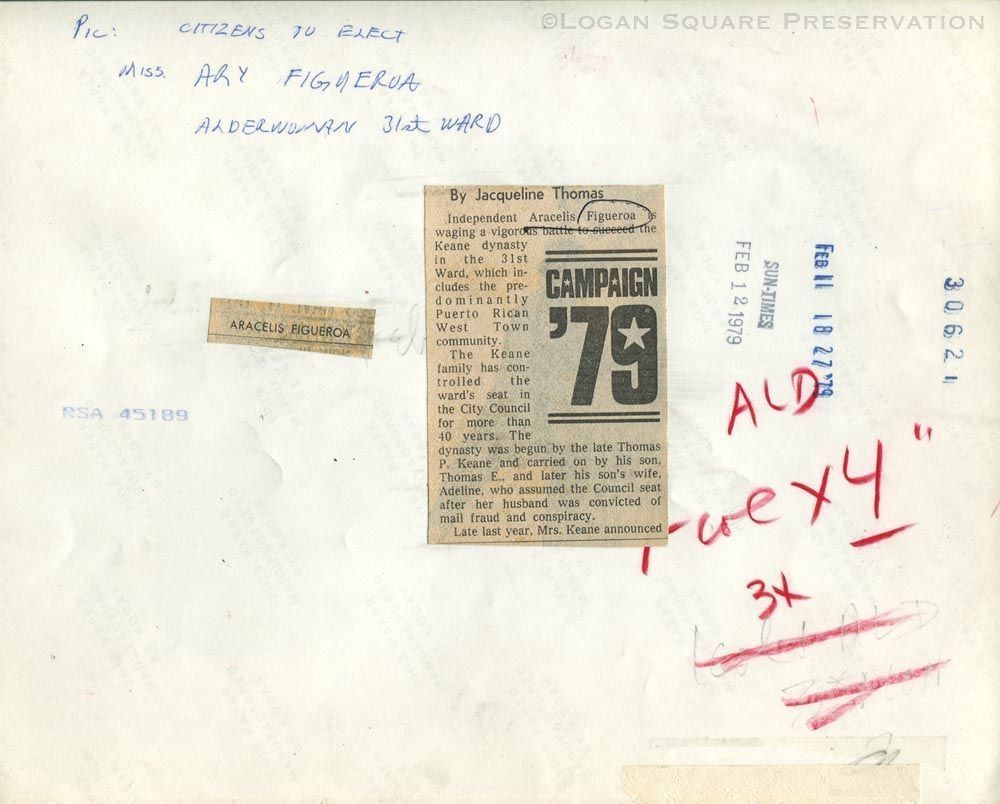 ©LOGAN SQUARE PRESERVATION
PIC: CITIZENS TO ELECT
MISS. ARY FIGUEROA
ALDERWOMAN 31st WARD
By Jacqueline Thomas
Independent Aracelis Figueroa is
waging a vigorous battle to succeed the
Keane dynasty
in the 31st
Ward, which in-
cludes the pre-
dominantly
Puerto Rican
West Town
community.
The Keane
family has con-
trolled the
ward's seat in
the City Council
for more than
40 years. The
dynasty was begun by the late Thomas
P. Keane and carried on by his son,
Thomas E., and later his son's wife,
Adeline, who assumed the Council seat
after her husband was convicted of
mail fraud and conspiracy.
Late last year, Mrs. Keane announced
CAMPAIGN
'79
ARACELIS FIGUEROA
RSA 45189
SUN-TIMES
FEB 12 1979
FEB 11 18 27 '79
30621
ALD
x 4"
3x
ALD